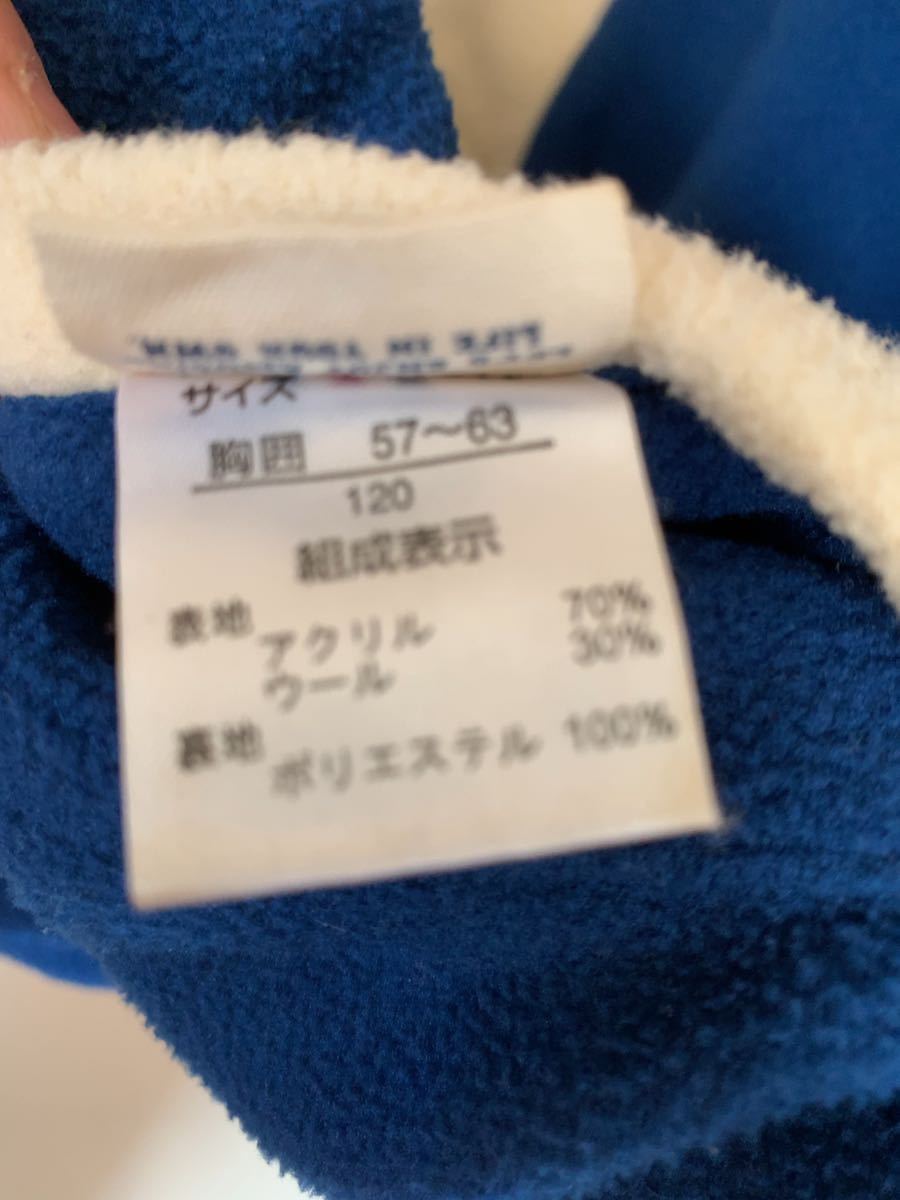 サイズ
胸囲 57〜63
120
組成表示
表地
アクリル 70%
ウール 30%
裏地
ポリエステル 100%